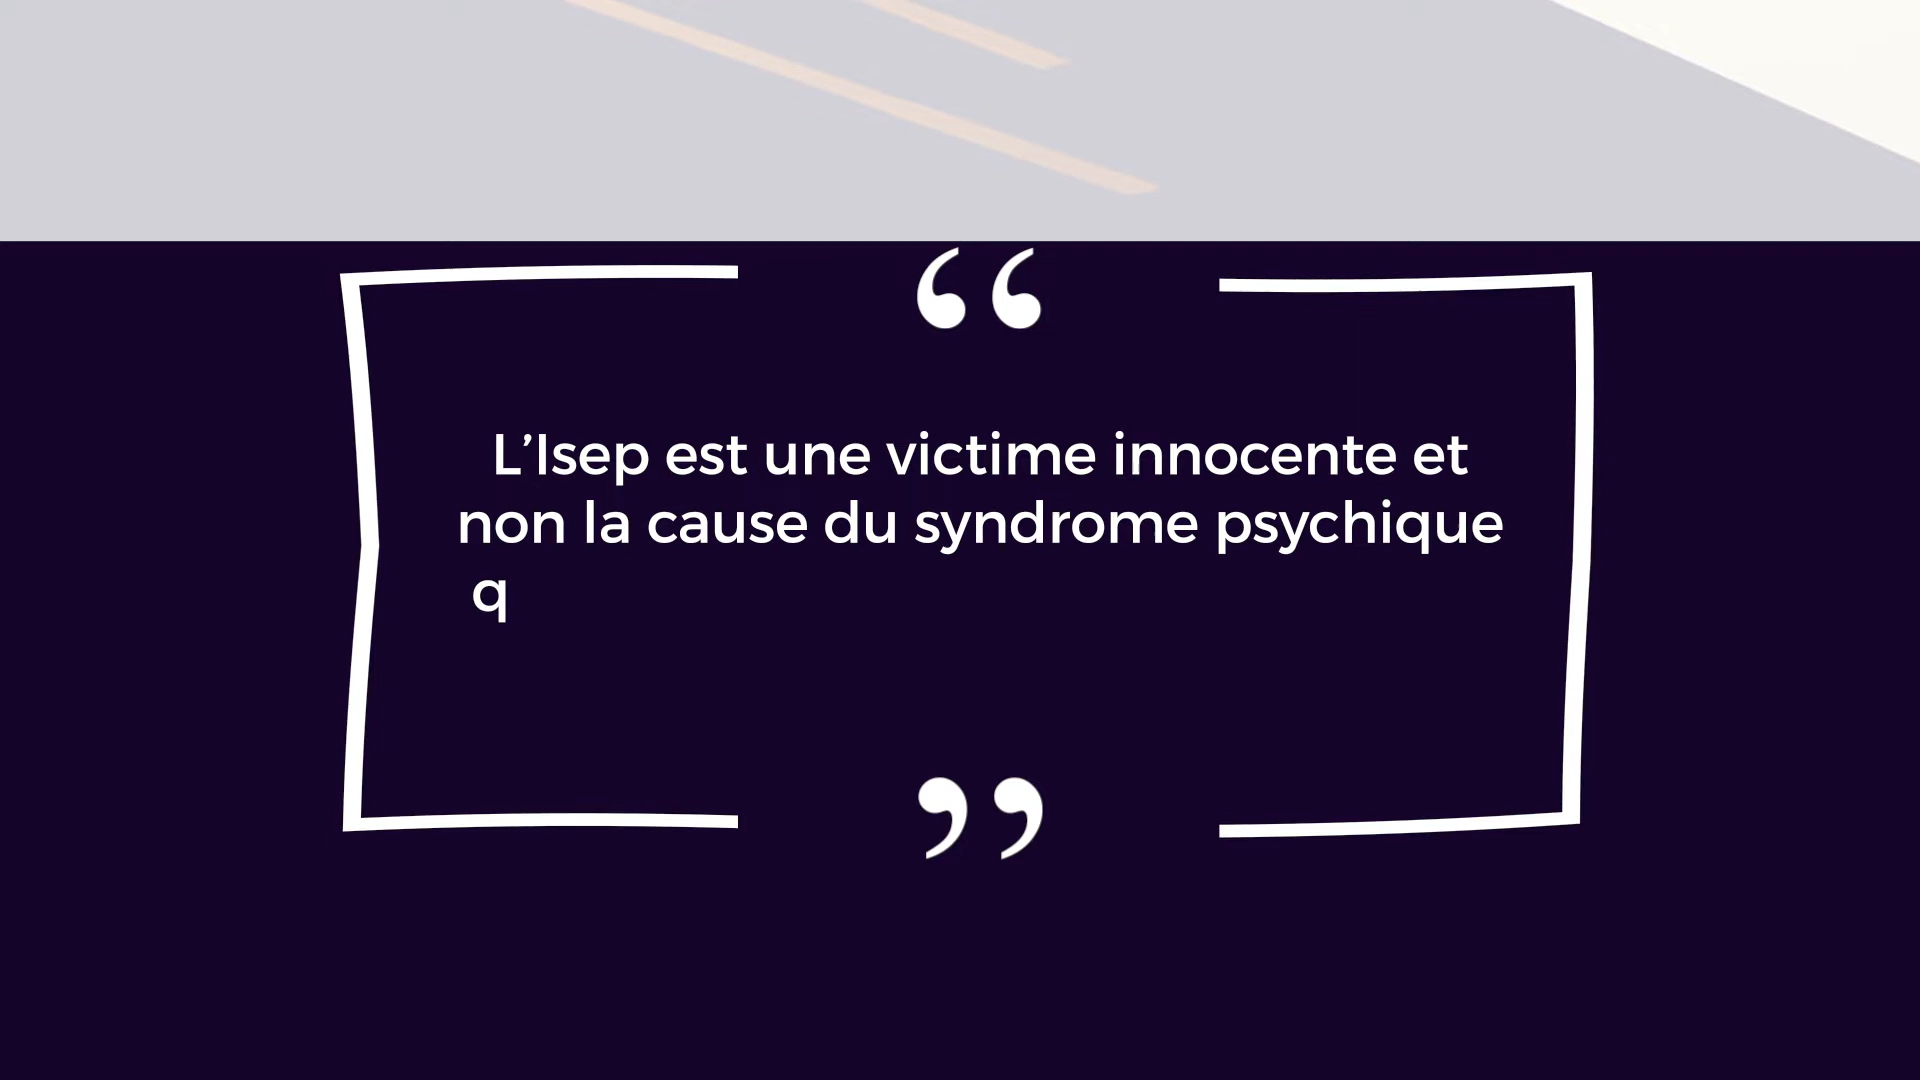 “
L’Isep est une victime innocente et
non la cause du syndrome psychique
q
”